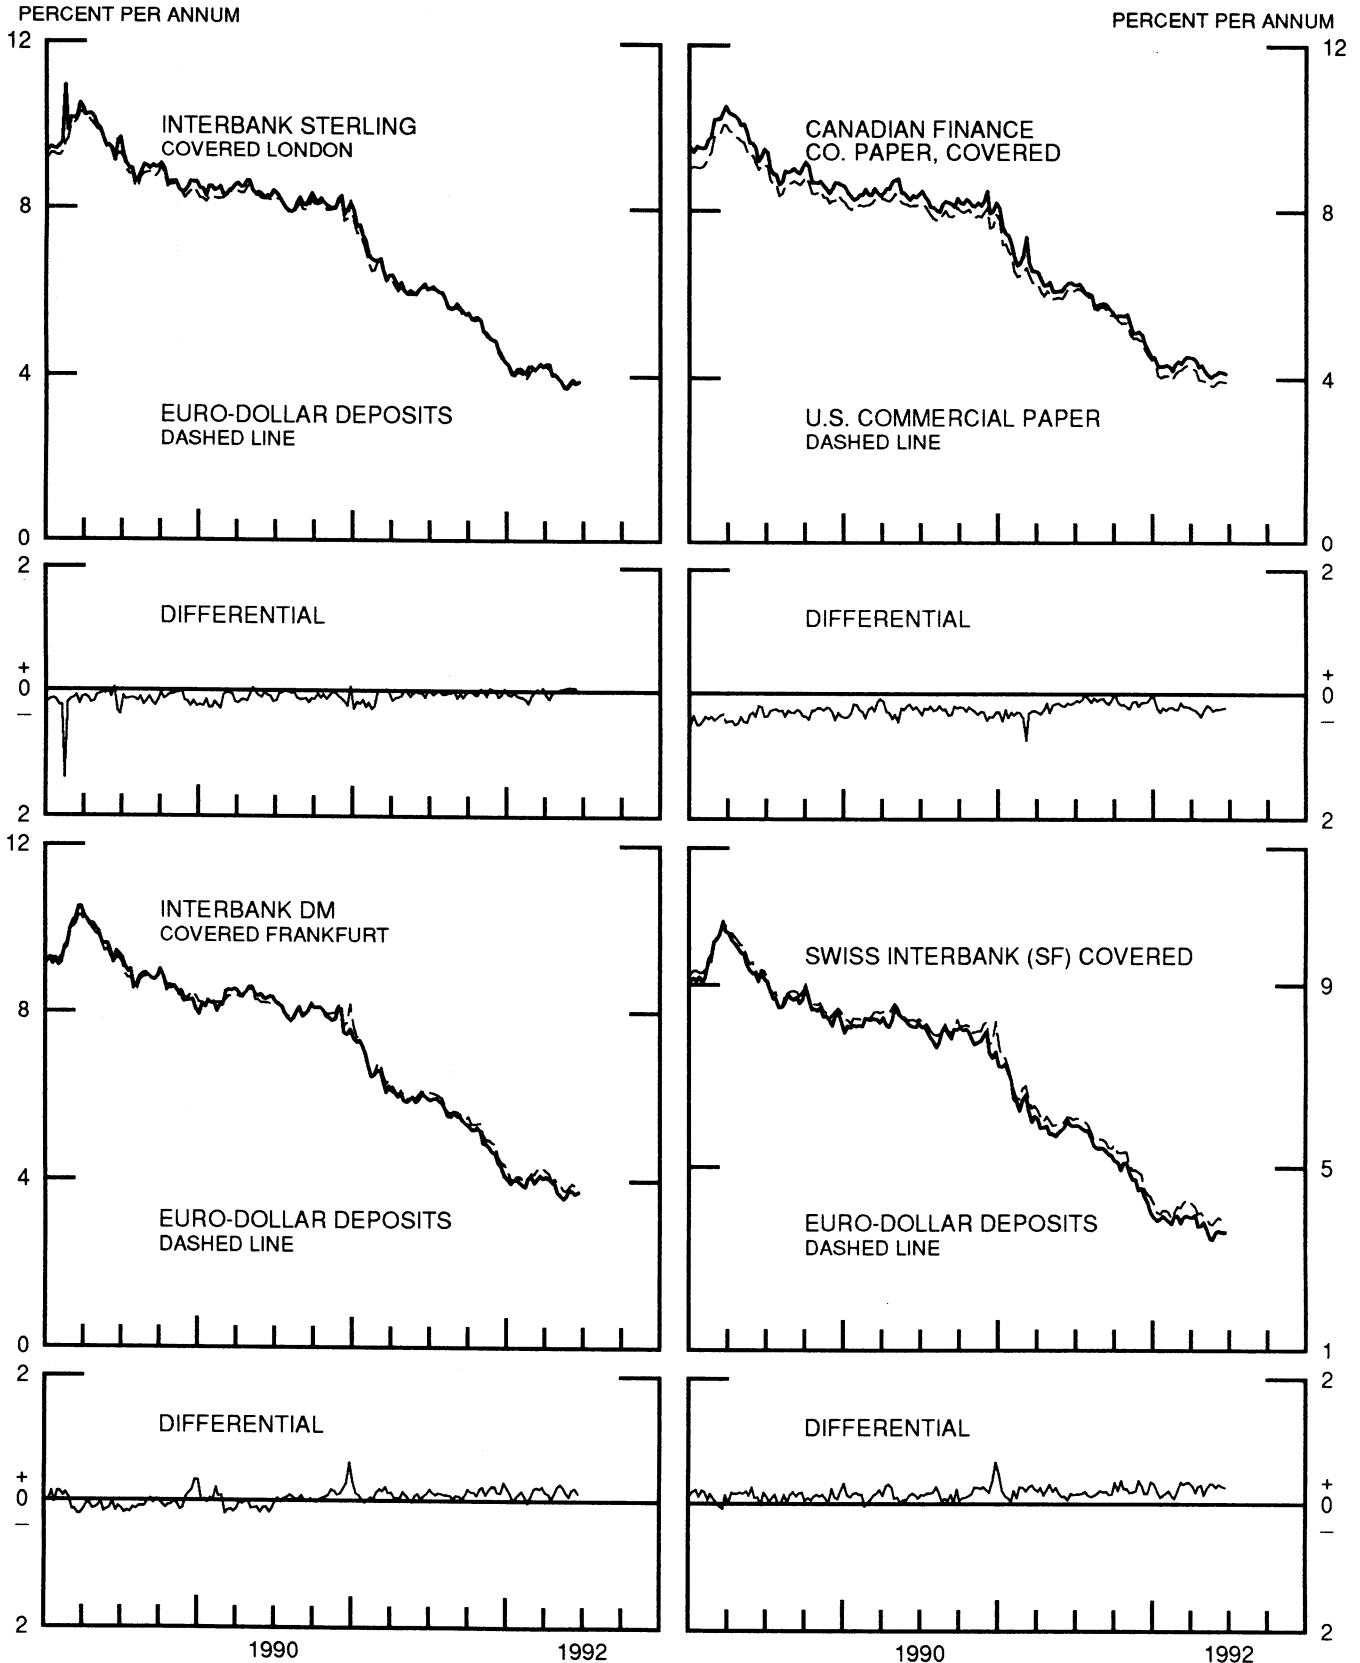 PERCENT PER ANNUM
PERCENT PER ANNUM
12
INTERBANK STERLING
COVERED LONDON
8
4
EURO-DOLLAR DEPOSITS
DASHED LINE
0
12
CANADIAN FINANCE
CO. PAPER, COVERED
8
4
U.S. COMMERCIAL PAPER
DASHED LINE
0
2
DIFFERENTIAL
+
0
–
2
2
DIFFERENTIAL
+
0
–
2
12
INTERBANK DM
COVERED FRANKFURT
8
4
EURO-DOLLAR DEPOSITS
DASHED LINE
0
SWISS INTERBANK (SF) COVERED
9
5
EURO-DOLLAR DEPOSITS
DASHED LINE
1
2
DIFFERENTIAL
+
0
–
2
1990
1992
2
DIFFERENTIAL
+
0
–
2
1990
1992